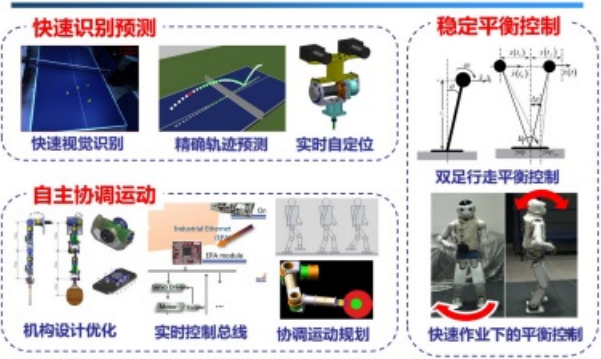 快速识别预测
快速视觉识别
精确轨迹预测
实时自定位
自主协调运动
Industrial Ethernet
EPA module
机构设计优化
实时控制总线
协调运动规划
稳定平衡控制
双足行走平衡控制
快速作业下的平衡控制